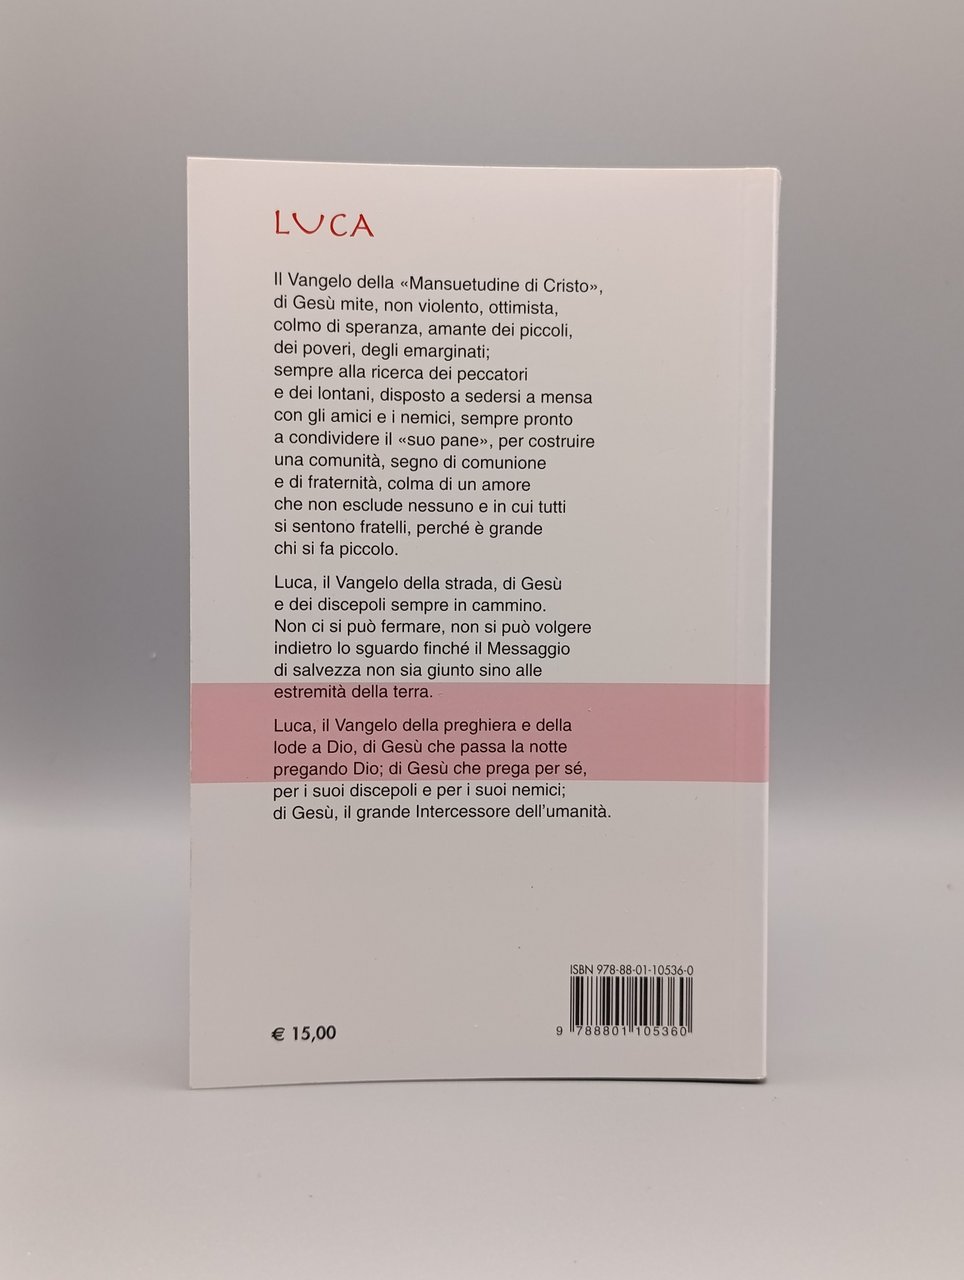 LUCA
Il Vangelo della «Mansuetudine di Cristo»,
di Gesù mite, non violento, ottimista,
colmo di speranza, amante dei piccoli,
dei poveri, degli emarginati;
sempre alla ricerca dei peccatori
e dei lontani, disposto a sedersi a mensa
con gli amici e i nemici, sempre pronto
a condividere il «suo pane», per costruire
una comunità, segno di comunione
e di fraternità, colma di un amore
che non esclude nessuno e in cui tutti
si sentono fratelli, perché è grande
chi si fa piccolo.
Luca, il Vangelo della strada, di Gesù
e dei discepoli sempre in cammino.
Non ci si può fermare, non si può volgere
indietro lo sguardo finché il Messaggio
di salvezza non sia giunto sino alle
estremità della terra.
Luca, il Vangelo della preghiera e della
lode a Dio, di Gesù che passa la notte
pregando Dio; di Gesù che prega per sé,
per i suoi discepoli e per i suoi nemici;
di Gesù, il grande Intercessore dell'umanità.
ISBN 978-88-01-10536-0
9 788801 105360
€ 15,00